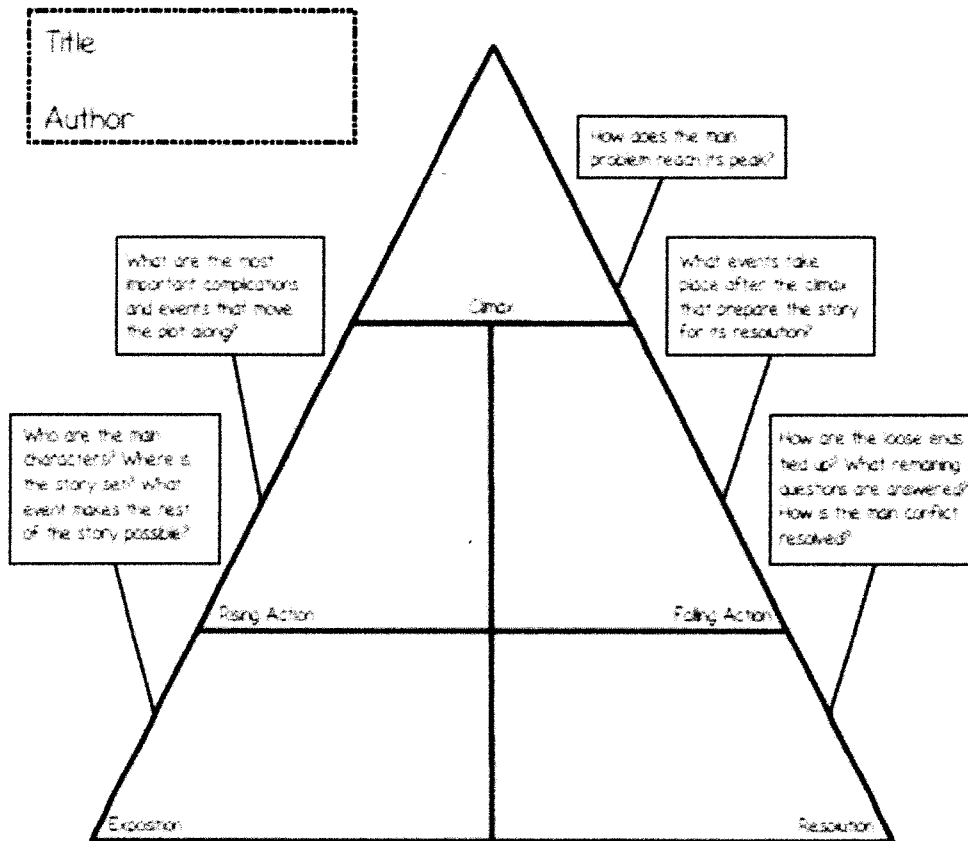 Title
Author
How does the main
problem reach its peak?
What are the most
important complications
and events that move
the plot along?
What events take
place after the climax
that prepare the story
for its resolution?
Climax
Who are the main
characters? Where is
the story set? What
event makes the rest
of the story possible?
How are the loose ends
tied up? What remaining
questions are answered?
How is the main conflict
resolved?
Rising Action
Falling Action
Exposition
Resolution